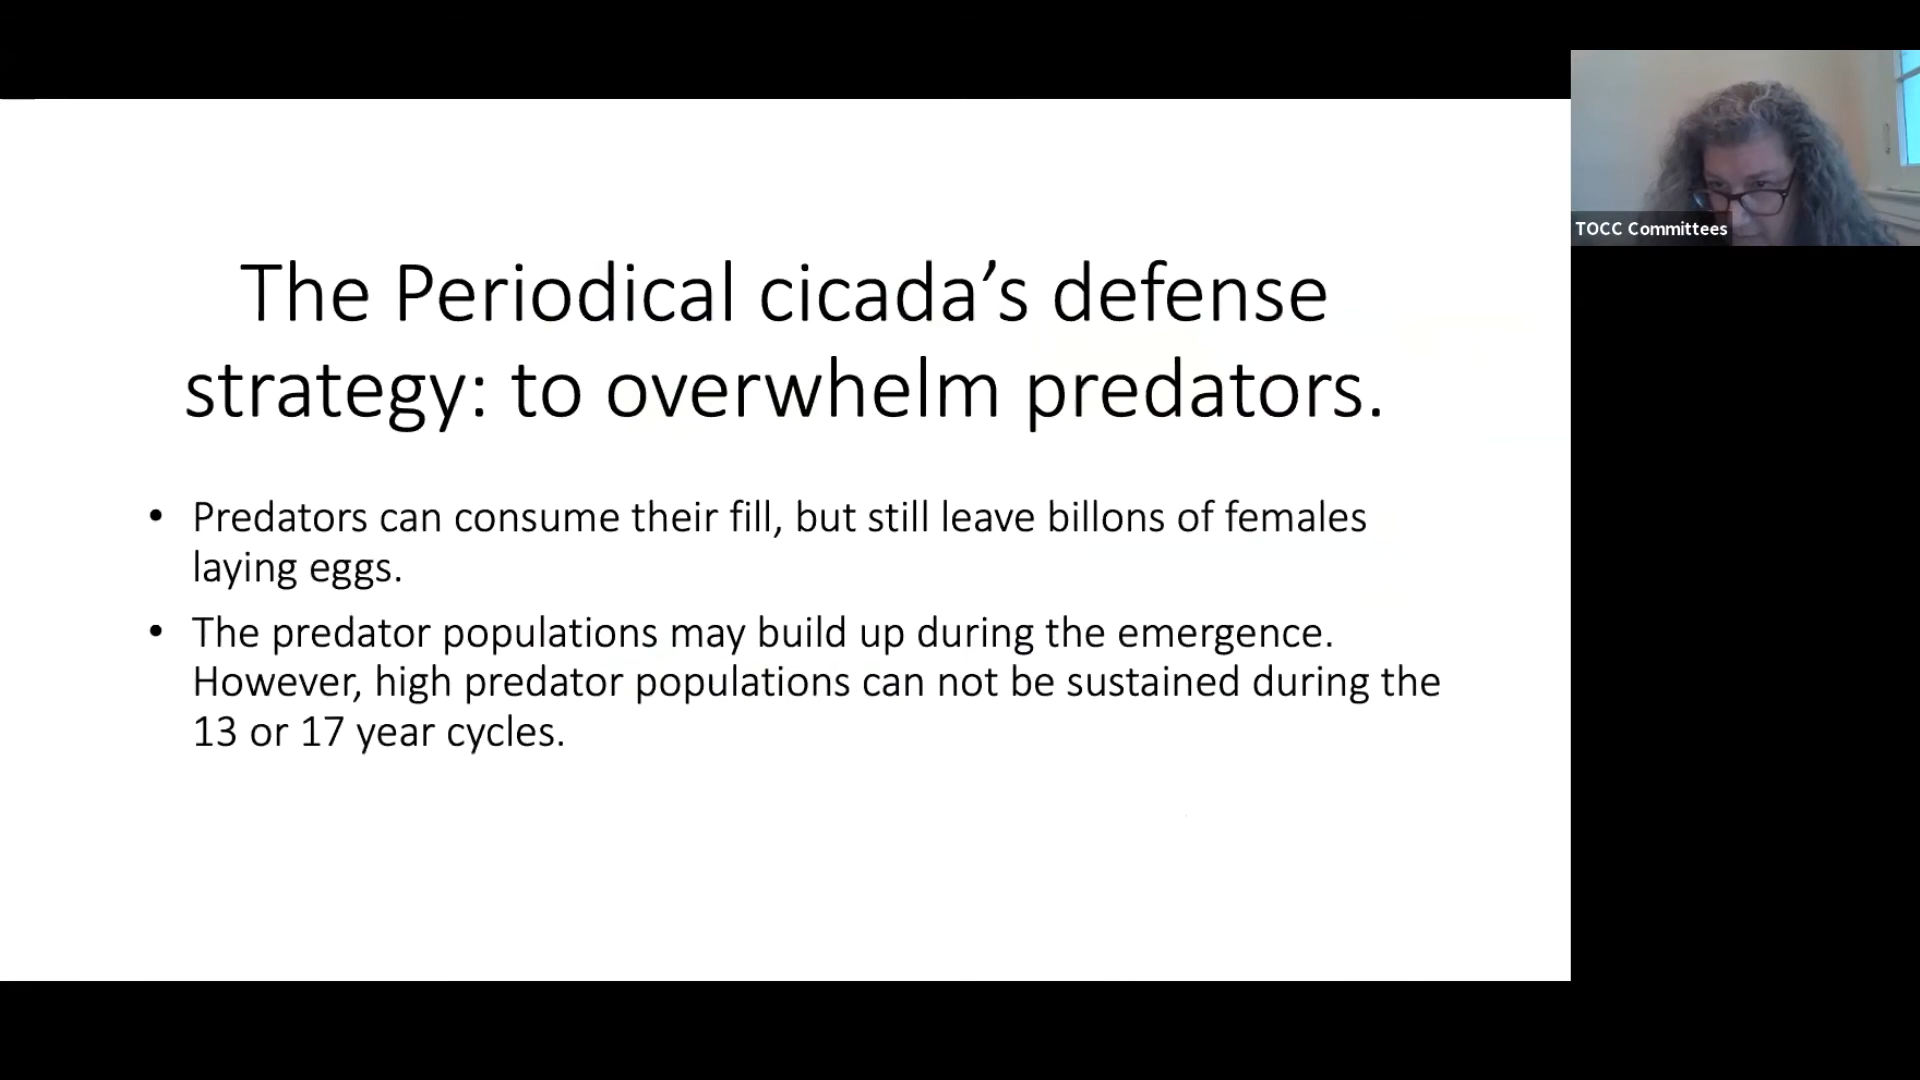 The Periodical cicada’s defense
strategy: to overwhelm predators.
• Predators can consume their fill, but still leave billons of females
laying eggs.
• The predator populations may build up during the emergence.
However, high predator populations can not be sustained during the
13 or 17 year cycles.
TOCC Committees